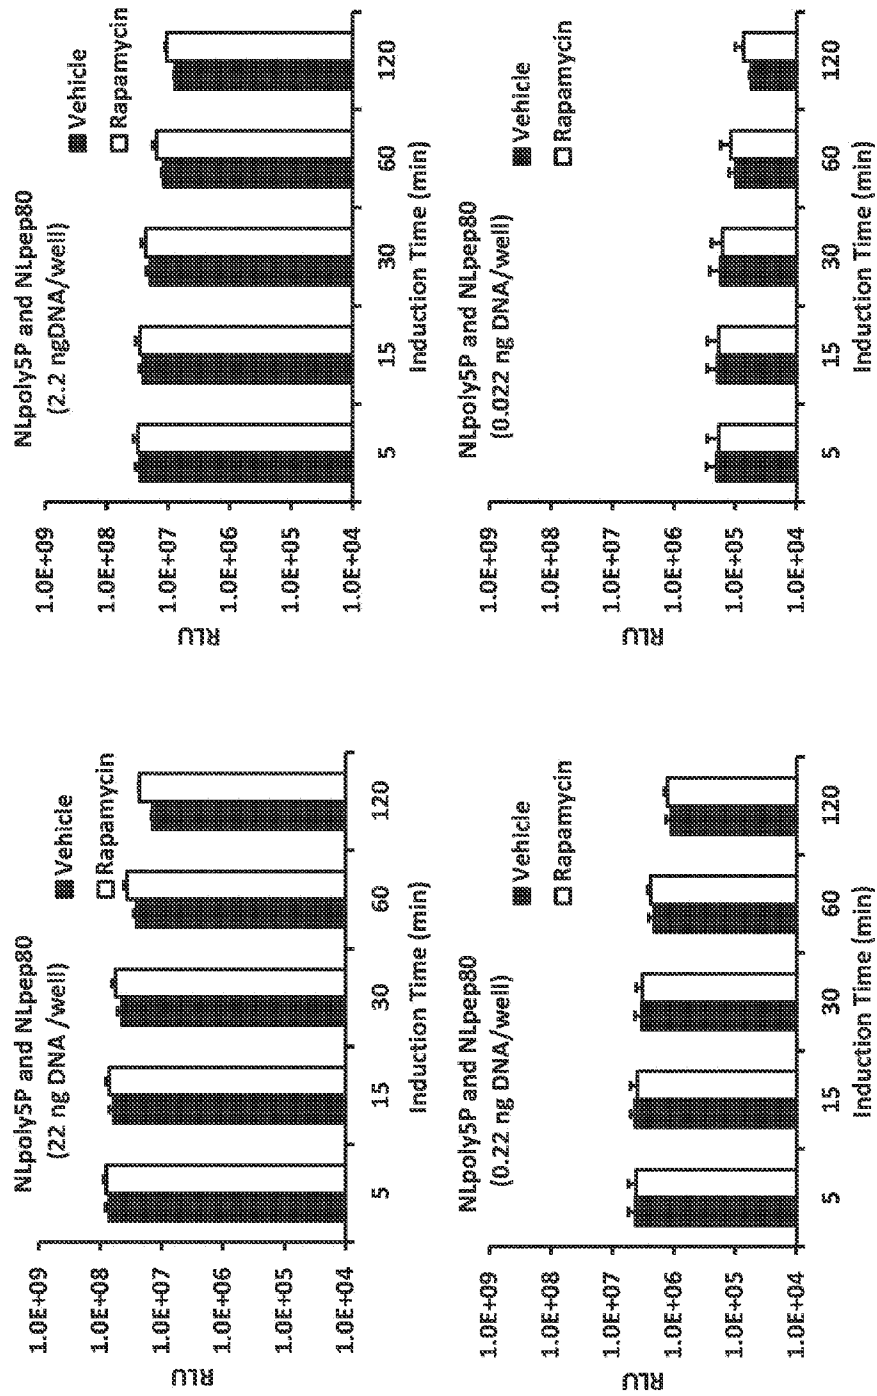 NLpoly5P and NLpep80
(22 ng DNA /well)
Vehicle
Rapamycin
RLU
1.0E+09
1.0E+08
1.0E+07
1.0E+06
1.0E+05
1.0E+04
5 15 30 60 120
Induction Time (min)
NLpoly5P and NLpep80
(2.2 ngDNA/well)
Vehicle
Rapamycin
RLU
1.0E+09
1.0E+08
1.0E+07
1.0E+06
1.0E+05
1.0E+04
5 15 30 60 120
Induction Time (min)
NLpoly5P and NLpep80
(0.22 ng DNA/well)
Vehicle
Rapamycin
RLU
1.0E+09
1.0E+08
1.0E+07
1.0E+06
1.0E+05
1.0E+04
5 15 30 60 120
Induction Time (min)
NLpoly5P and NLpep80
(0.022 ng DNA/well)
Vehicle
Rapamycin
RLU
1.0E+09
1.0E+08
1.0E+07
1.0E+06
1.0E+05
1.0E+04
5 15 30 60 120
Induction Time (min)